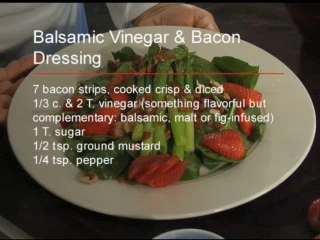 Balsamic Vinegar & Bacon
Dressing
7 bacon strips, cooked crisp & diced
1/3 c. & 2 T. vinegar (something flavorful but
complementary: balsamic, malt or fig-infused)
1 T. sugar
1/2 tsp. ground mustard
1/4 tsp. pepper